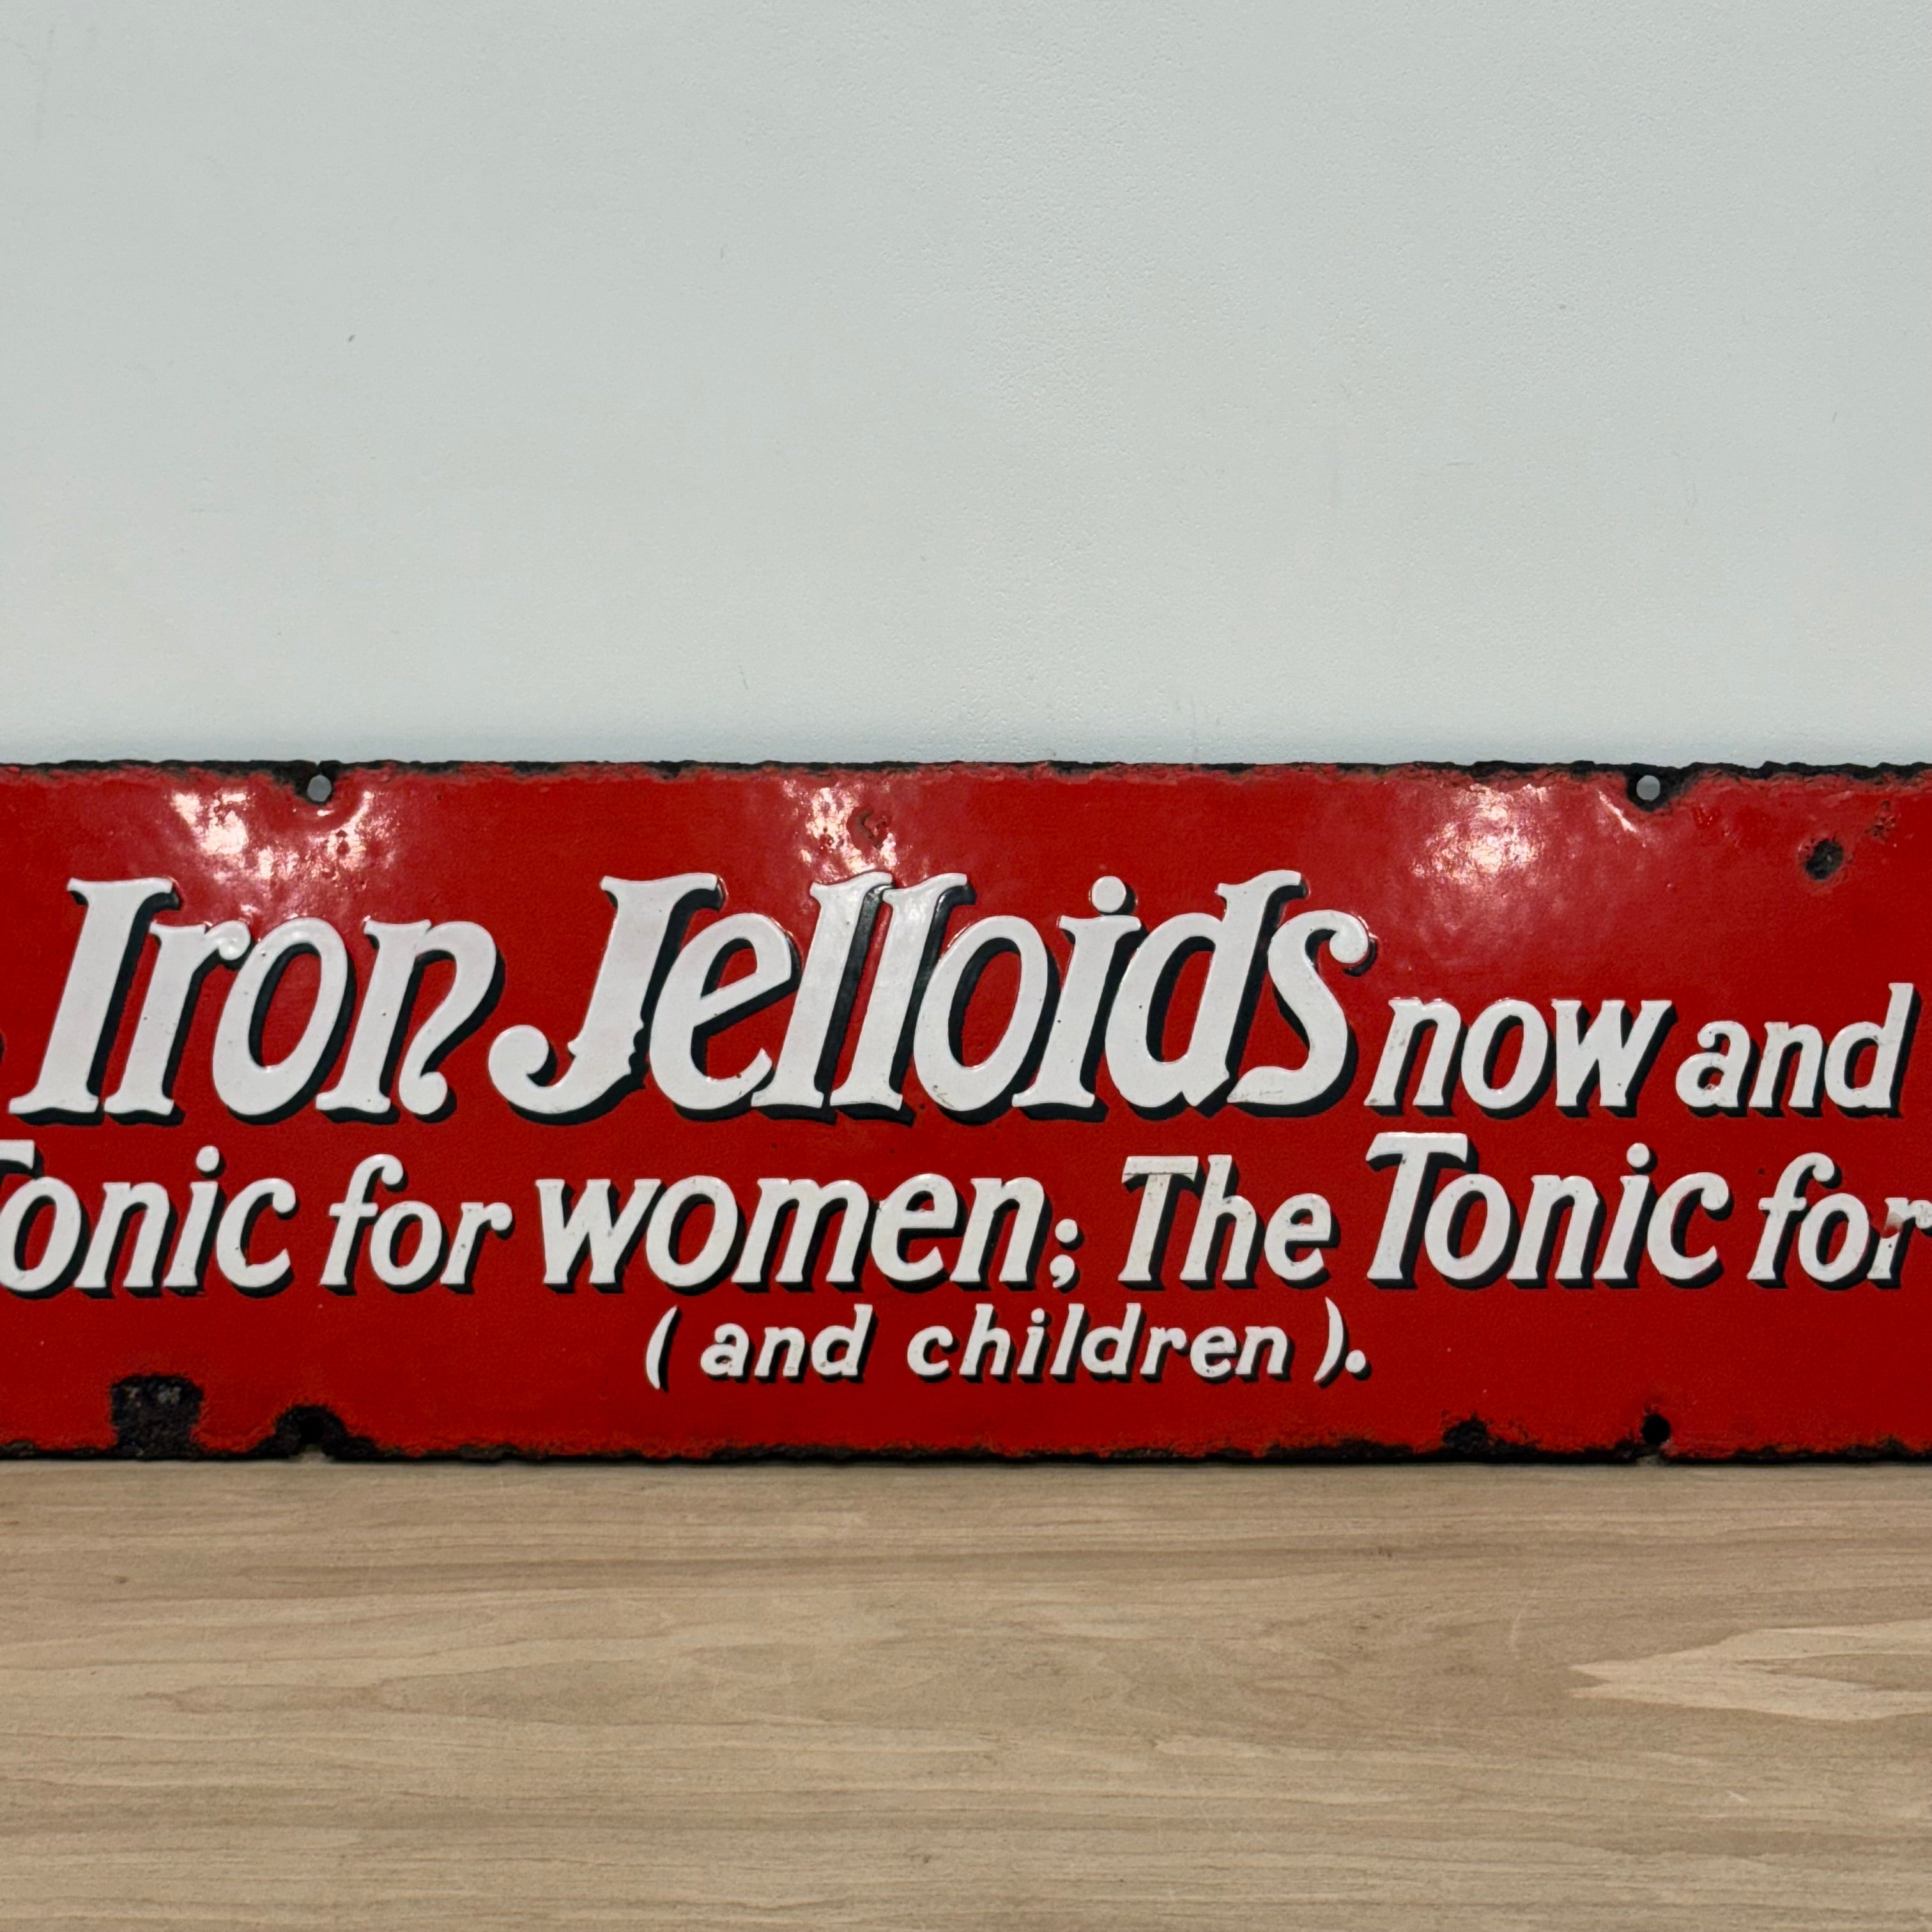 Iron Jelloids now and
Tonic for women; The Tonic for
(and children).